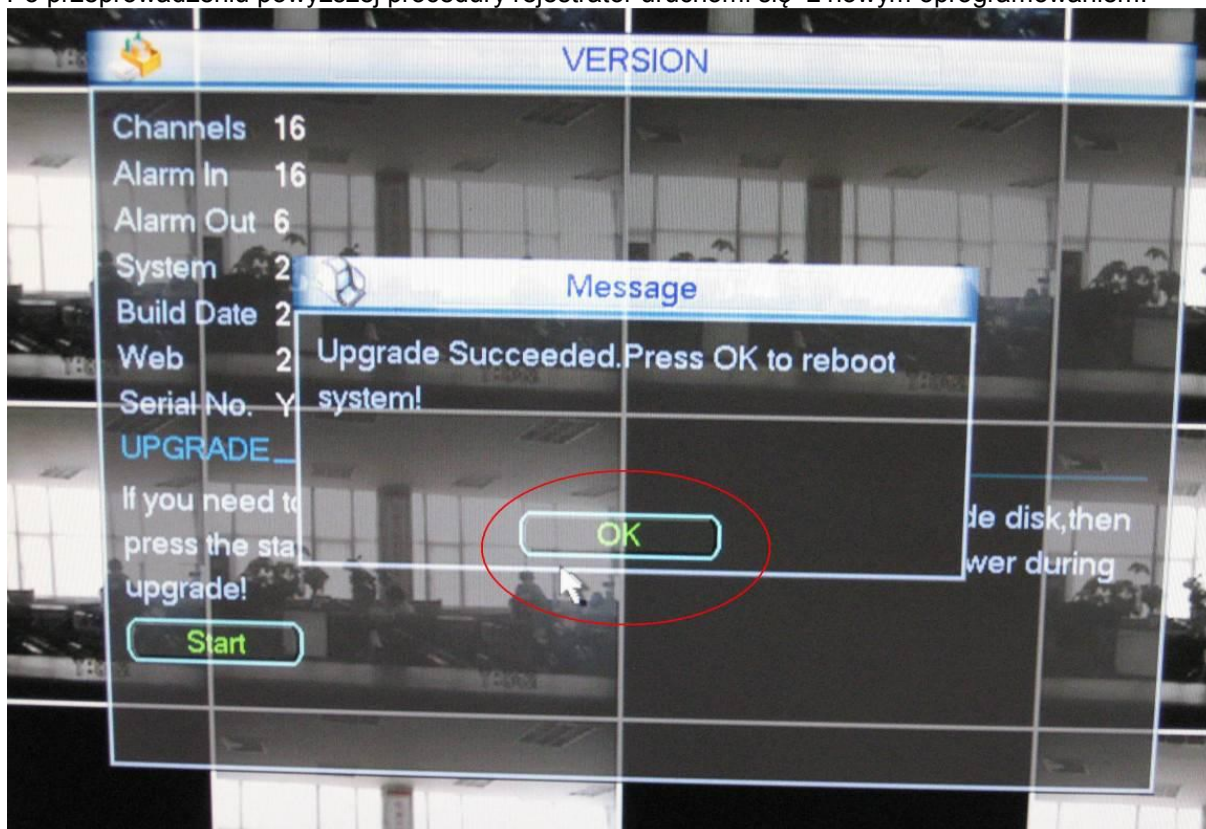 VERSION
Channels 16
Alarm In 16
Alarm Out 6
System 2
Build Date 2
Web 2
Serial No. Y
UPGRADE
If you need to
press the sta
upgrade!
Start
de disk,then
wer during
Message
Upgrade Succeeded.Press OK to reboot
system!
OK